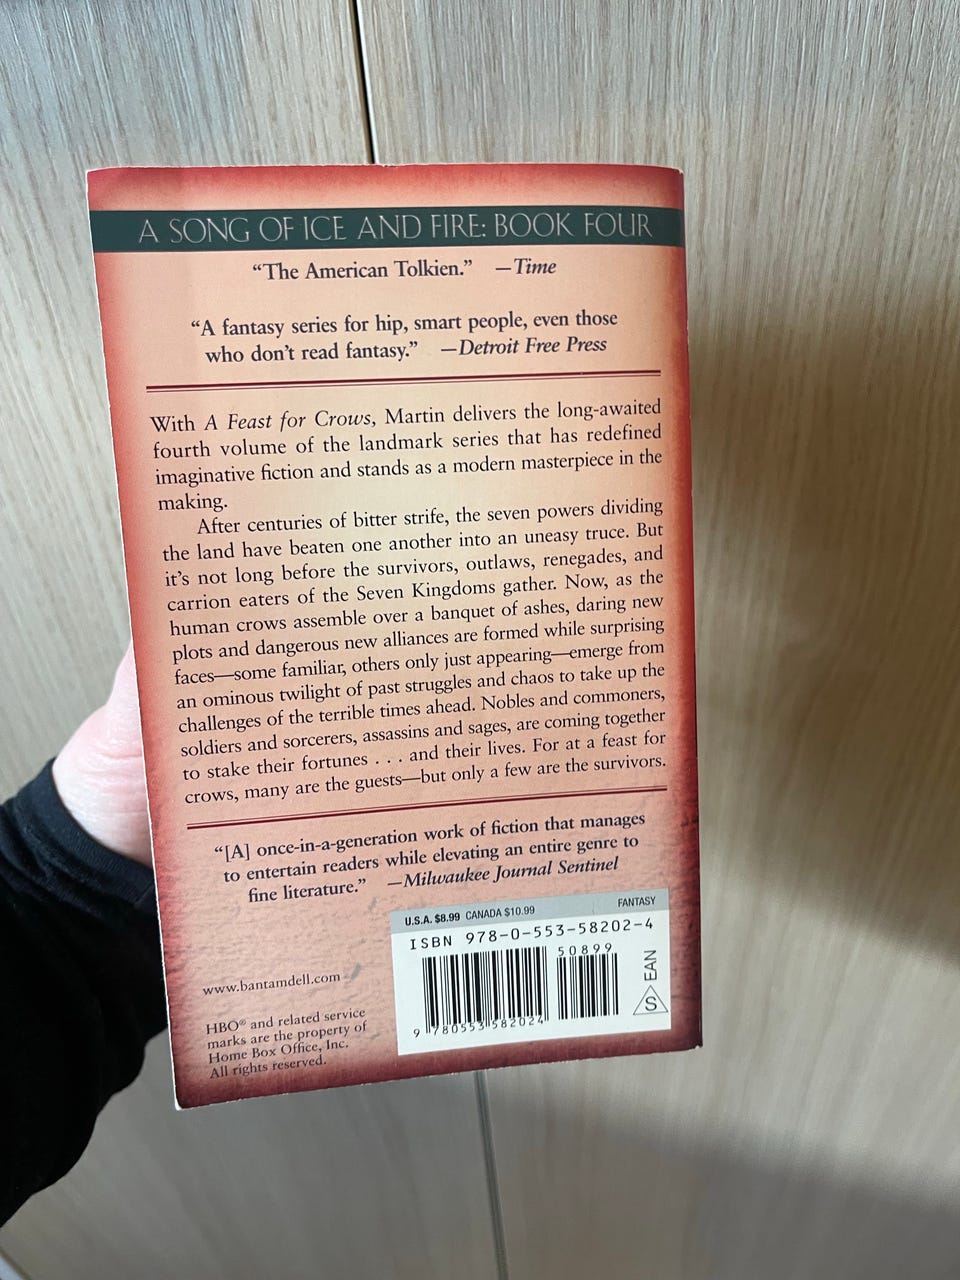 A SONG OF ICE AND FIRE: BOOK FOUR
“The American Tolkien.” —Time
“A fantasy series for hip, smart people, even those
who don’t read fantasy.” —Detroit Free Press
With A Feast for Crows, Martin delivers the long-awaited
fourth volume of the landmark series that has redefined
imaginative fiction and stands as a modern masterpiece in the
making.
After centuries of bitter strife, the seven powers dividing
the land have beaten one another into an uneasy truce. But
it’s not long before the survivors, outlaws, renegades, and
carrion eaters of the Seven Kingdoms gather. Now, as the
human crows assemble over a banquet of ashes, daring new
plots and dangerous new alliances are formed while surprising
faces—some familiar, others only just appearing—emerge from
an ominous twilight of past struggles and chaos to take up the
challenges of the terrible times ahead. Nobles and commoners,
soldiers and sorcerers, assassins and sages, are coming together
to stake their fortunes . . . and their lives. For at a feast for
crows, many are the guests—but only a few are the survivors.
“[A] once-in-a-generation work of fiction that manages
to entertain readers while elevating an entire genre to
fine literature.” —Milwaukee Journal Sentinel
U.S.A. $8.99 CANADA $10.99 FANTASY
ISBN 978-0-553-58202-4
50899
EAN
S
9 780553 582024
www.bantamdell.com
HBO® and related service
marks are the property of
Home Box Office, Inc.
All rights reserved.